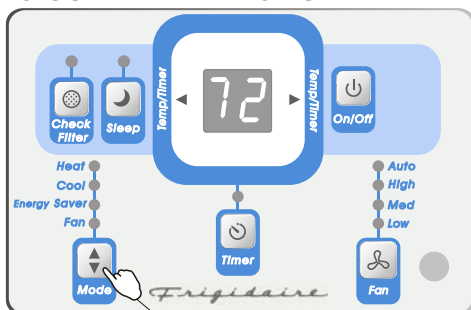 Temp/Timer
72
Temp/Timer
Check
Filter
Sleep
On/Off
Heat
Cool
Energy Saver
Fan
Auto
High
Med
Low
Mode
Timer
Fan
Frigidaire